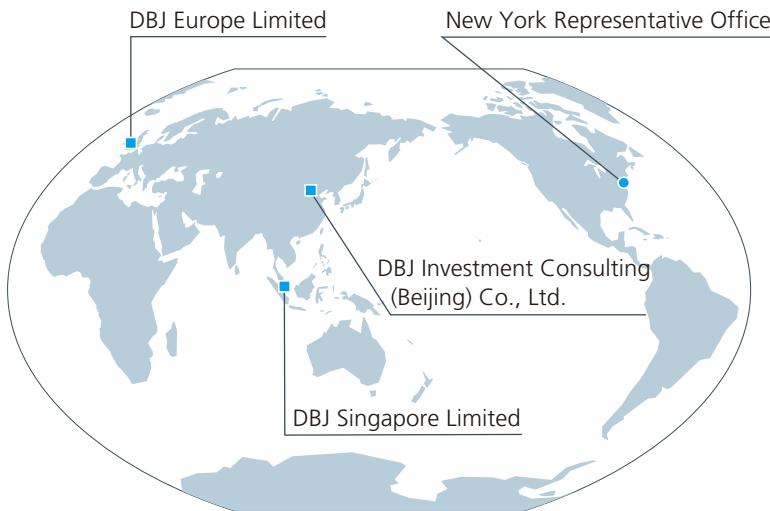 DBJ Europe Limited
New York Representative Office
DBJ Investment Consulting
(Beijing) Co., Ltd.
DBJ Singapore Limited